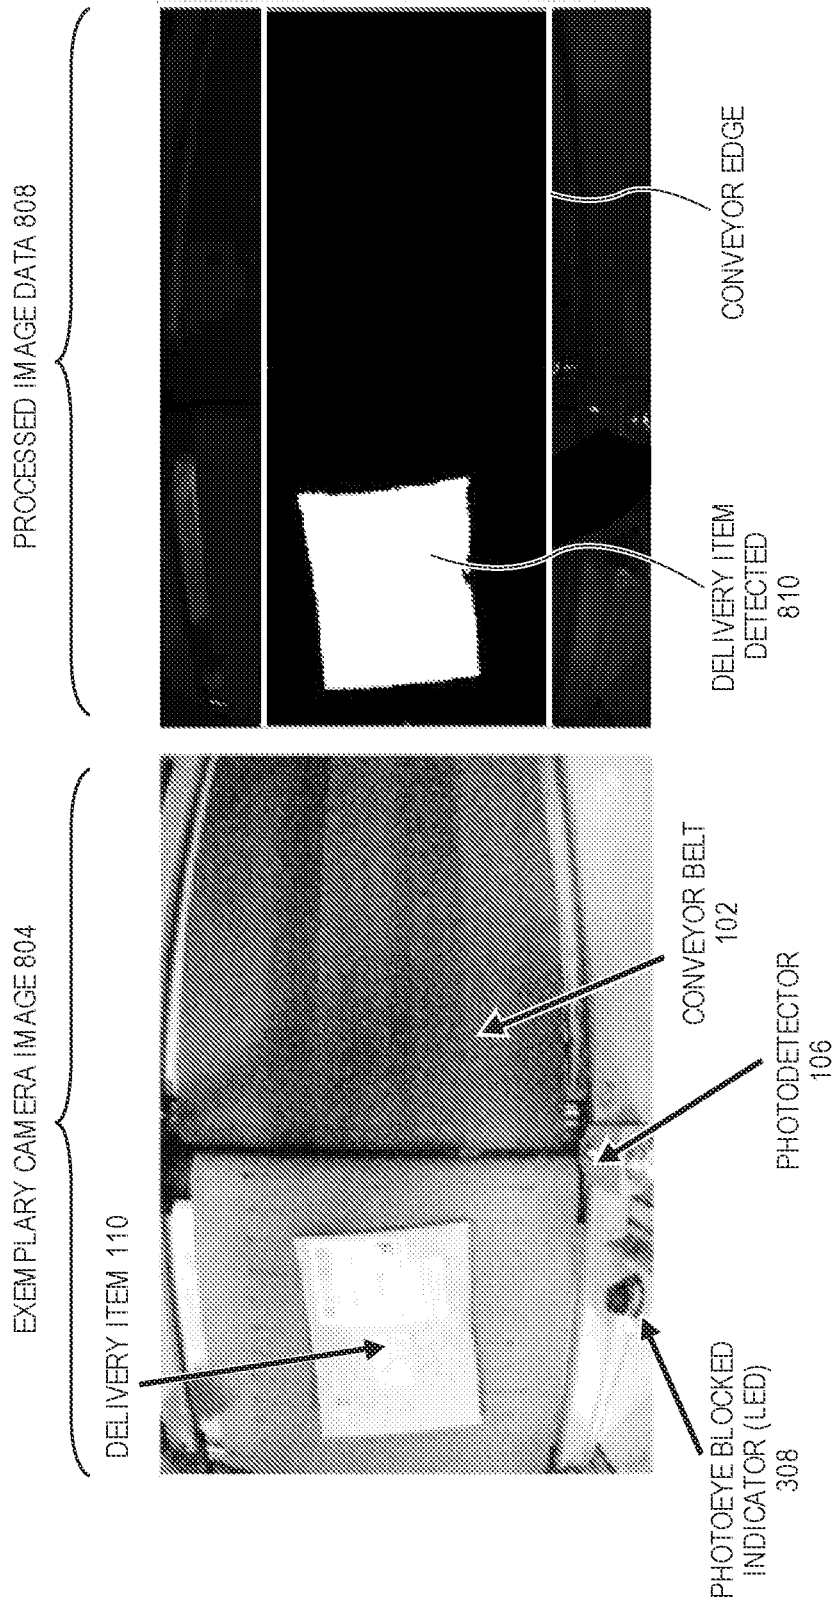 EXEMPLARY CAMERA IMAGE 804
PROCESSED IMAGE DATA 808
DELIVERY ITEM 110
PHOTOEYE BLOCKED
INDICATOR (LED)
308
PHOTODETECTOR
106
CONVEYOR BELT
102
DELIVERY ITEM
DETECTED
810
CONVEYOR EDGE